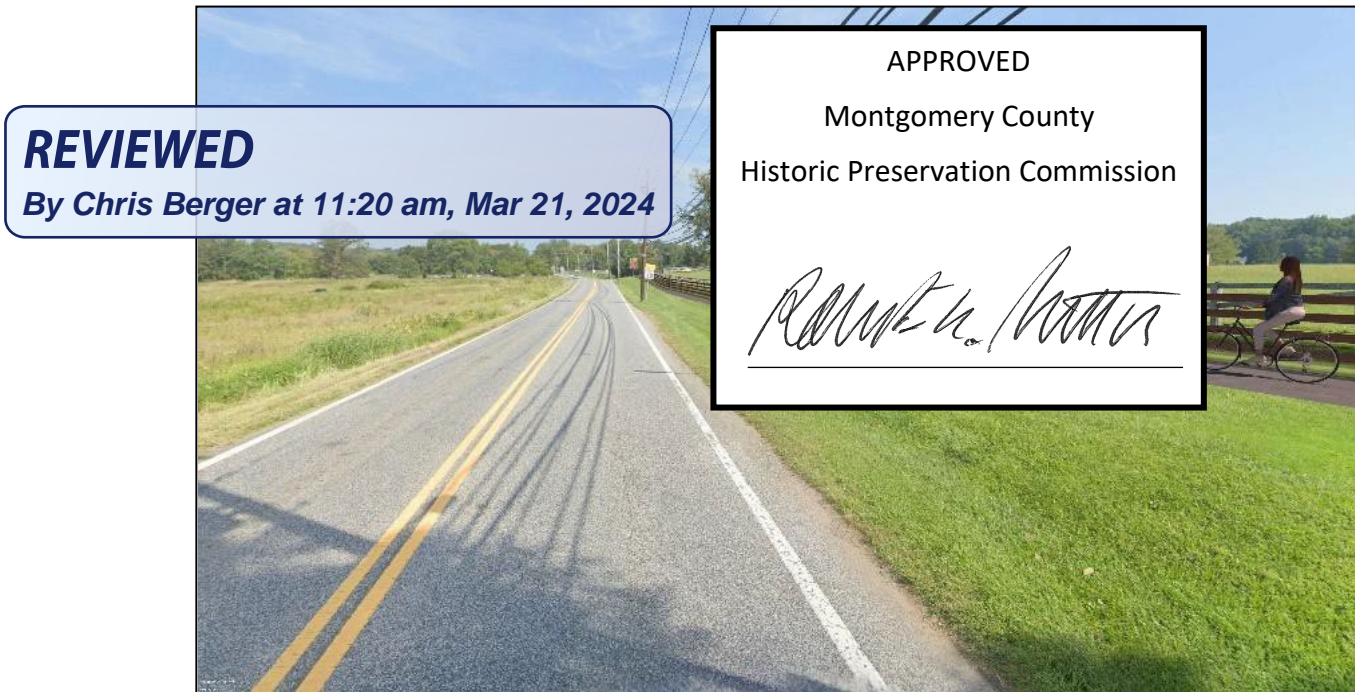 REVIEWED
By Chris Berger at 11:20 am, Mar 21, 2024
APPROVED
Montgomery County
Historic Preservation Commission